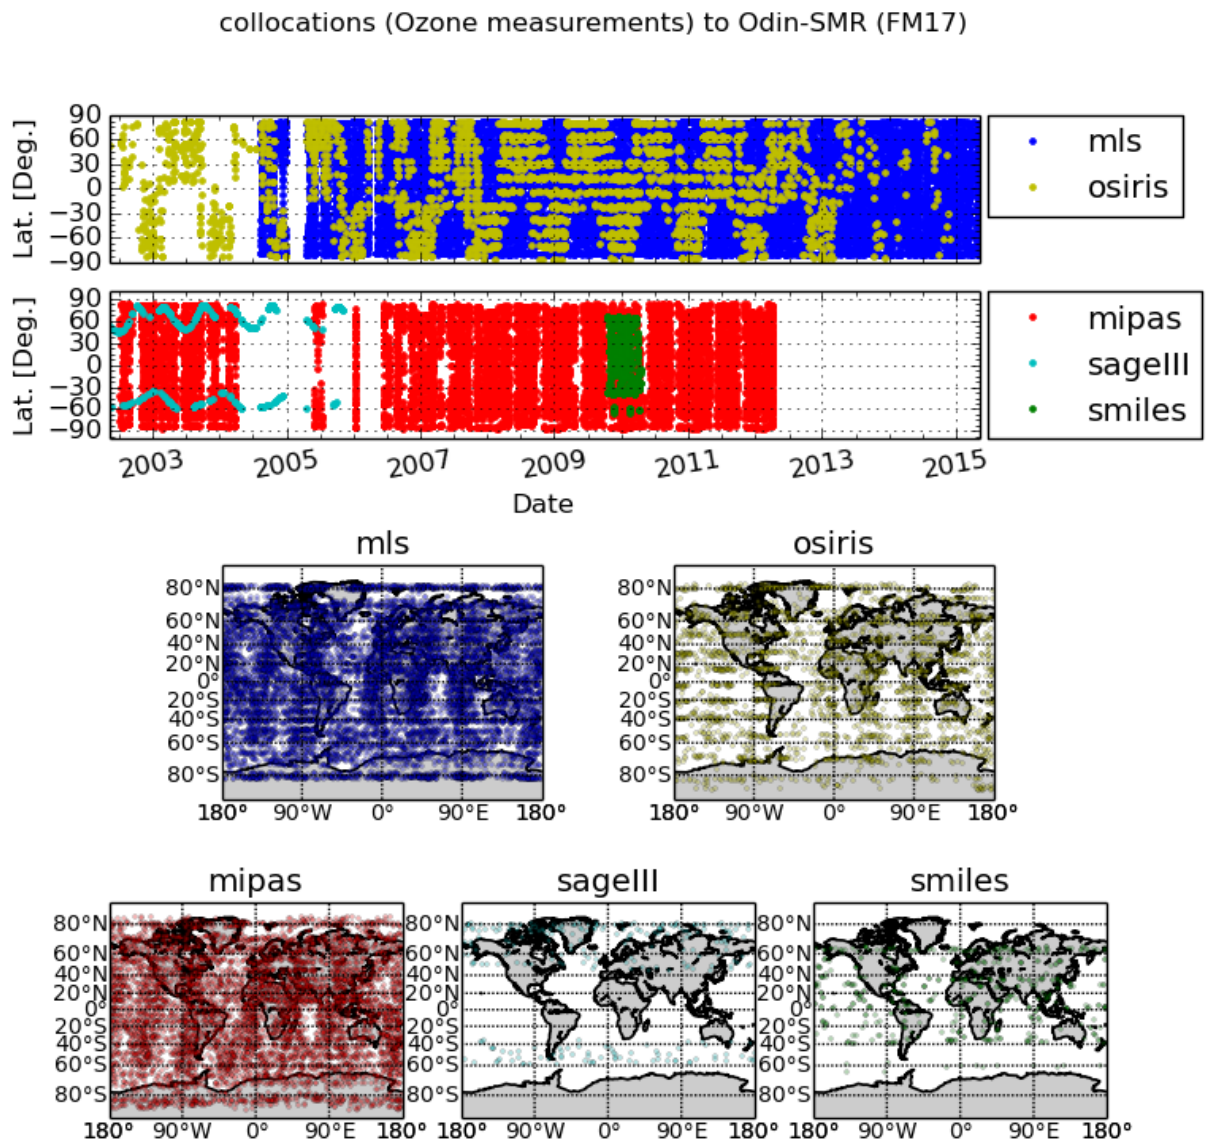 collocations (Ozone measurements) to Odin-SMR (FM17)
Lat. [Deg.]
90
60
30
0
−30
−60
−90
mls
osiris
Lat. [Deg.]
90
60
30
0
−30
−60
−90
mipas
sageIII
smiles
2003 2005 2007 2009 2011 2013 2015
Date
mls osiris
80°N
60°N
40°N
20°N
0°
20°S
40°S
60°S
80°S
180° 90°W 0° 90°E 180°
80°N
60°N
40°N
20°N
0°
20°S
40°S
60°S
80°S
180° 90°W 0° 90°E 180°
mipas sageIII smiles
80°N
60°N
40°N
20°N
0°
20°S
40°S
60°S
80°S
180° 90°W 0° 90°E 180°
80°N
60°N
40°N
20°N
0°
20°S
40°S
60°S
80°S
180° 90°W 0° 90°E 180°
80°N
60°N
40°N
20°N
0°
20°S
40°S
60°S
80°S
180° 90°W 0° 90°E 180°